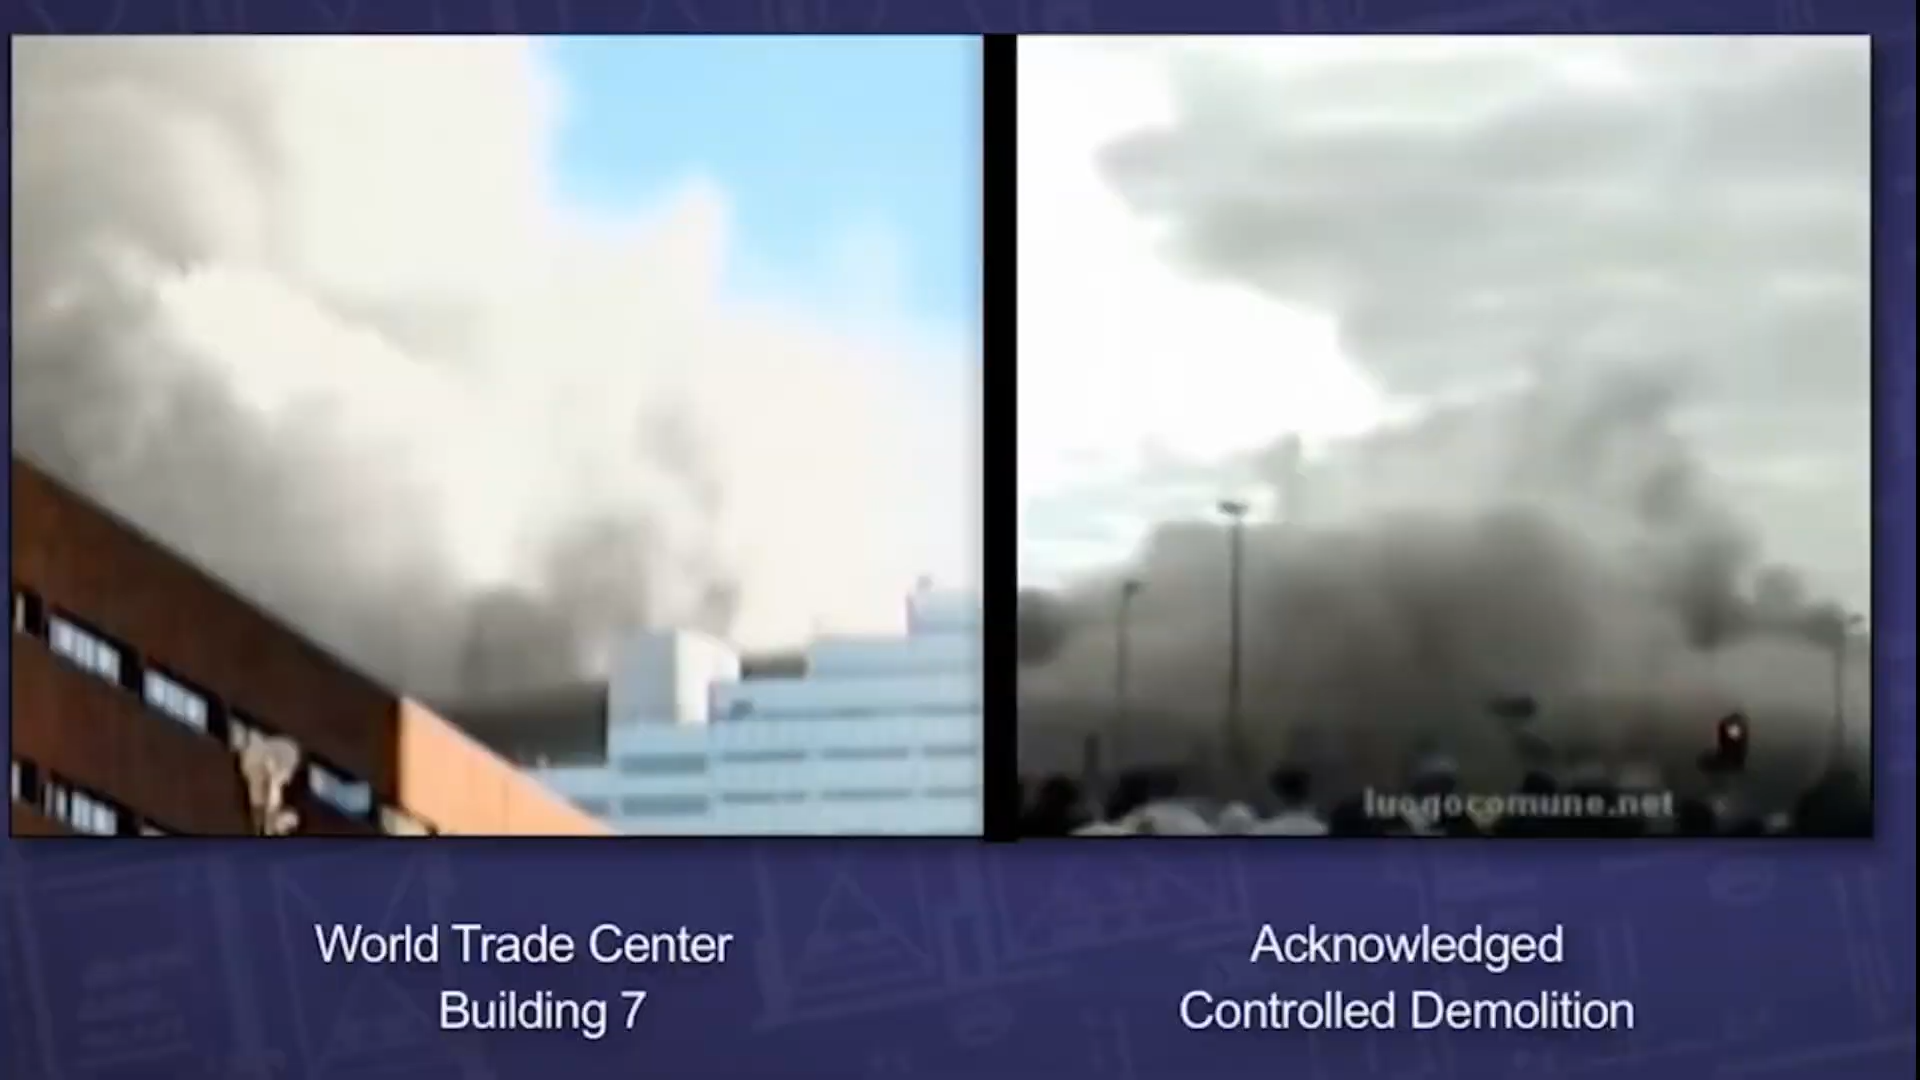 luogocomune.net
World Trade Center
Building 7
Acknowledged
Controlled Demolition